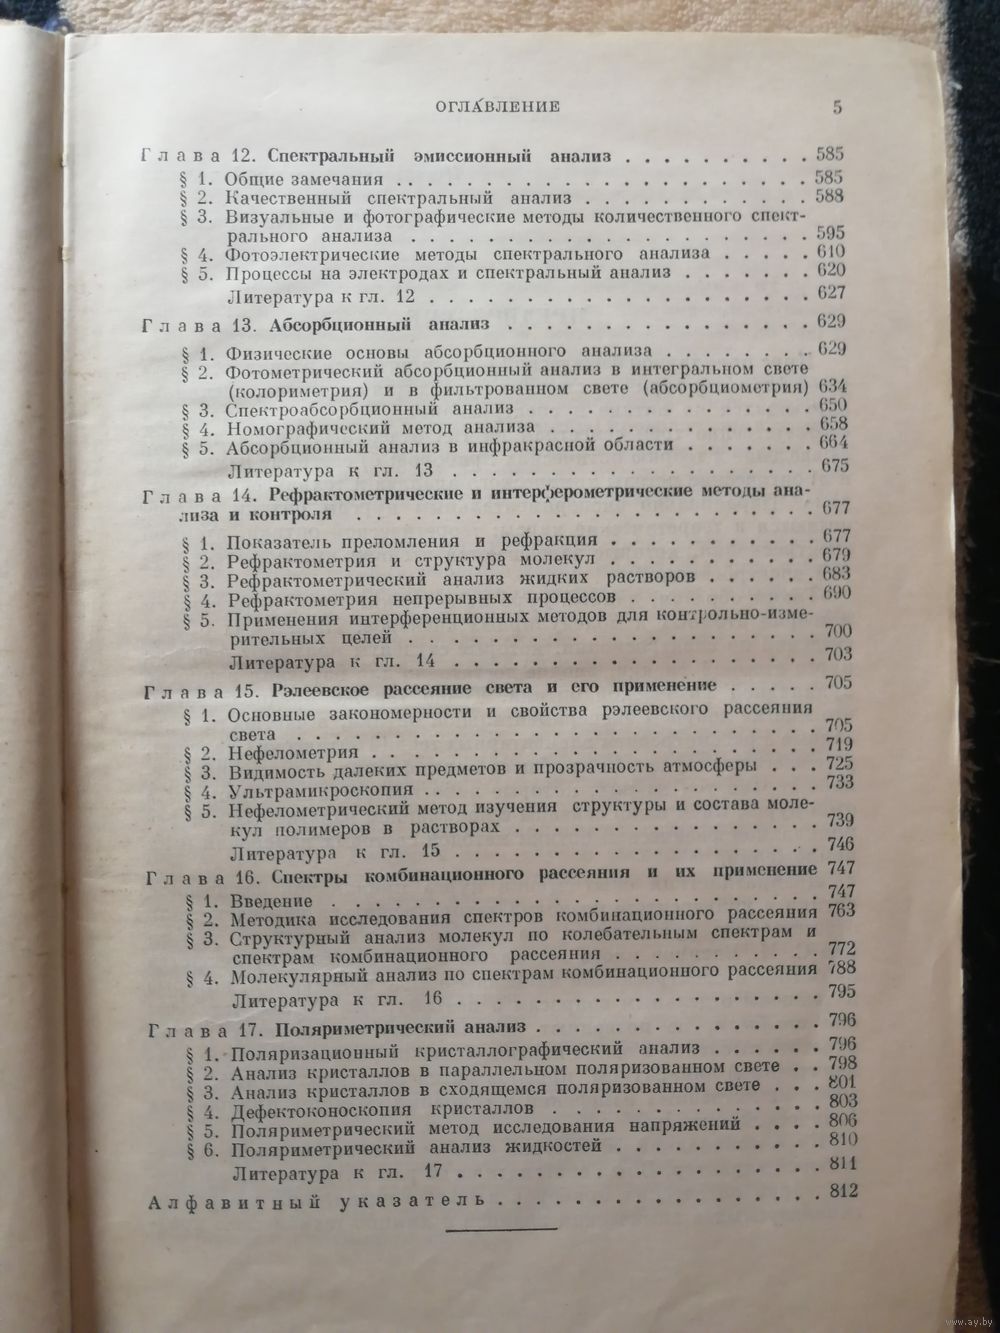 ОГЛАВЛЕНИЕ 5
Глава 12. Спектральный эмиссионный анализ . . . . . . . . . . 585
§ 1. Общие замечания . . . . . . . . . . . . . . . . . . . . . 585
§ 2. Качественный спектральный анализ . . . . . . . . . . . . 588
§ 3. Визуальные и фотографические методы количественного спект-
рального анализа . . . . . . . . . . . . . . . . . . . . 595
§ 4. Фотоэлектрические методы спектрального анализа . . . . . 610
§ 5. Процессы на электродах и спектральный анализ . . . . . . . 620
Литература к гл. 12 . . . . . . . . . . . . . . . . . . . . 627
Глава 13. Абсорбционный анализ . . . . . . . . . . . . . . . . 629
§ 1. Физические основы абсорбционного анализа . . . . . . . . 629
§ 2. Фотометрический абсорбционный анализ в интегральном свете
(колориметрия) и в фильтрованном свете (абсорбциометрия) 634
§ 3. Спектроабсорбционный анализ . . . . . . . . . . . . . . . 650
§ 4. Номографический метод анализа . . . . . . . . . . . . . . 658
§ 5. Абсорбционный анализ в инфракрасной области . . . . . . . 664
Литература к гл. 13 . . . . . . . . . . . . . . . . . . . 675
Глава 14. Рефрактометрические и интерферометрические методы ана-
лиза и контроля . . . . . . . . . . . . . . . . . . . . . . . . 677
§ 1. Показатель преломления и рефракция . . . . . . . . . . . 677
§ 2. Рефрактометрия и структура молекул . . . . . . . . . . . 679
§ 3. Рефрактометрический анализ жидких растворов . . . . . . 683
§ 4. Рефрактометрия непрерывных процессов . . . . . . . . . . 690
§ 5. Применения интерференционных методов для контрольно-изме-
рительных целей . . . . . . . . . . . . . . . . . . . . . 700
Литература к гл. 14 . . . . . . . . . . . . . . . . . . . 703
Глава 15. Рэлеевское рассеяние света и его применение . . . . . 705
§ 1. Основные закономерности и свойства рэлеевского рассеяния
света . . . . . . . . . . . . . . . . . . . . . . . . . . 705
§ 2. Нефелометрия . . . . . . . . . . . . . . . . . . . . . . . 719
§ 3. Видимость далеких предметов и прозрачность атмосферы . . . 725
§ 4. Ультрамикроскопия . . . . . . . . . . . . . . . . . . . . 733
§ 5. Нефелометрический метод изучения структуры и состава моле-
кул полимеров в растворах . . . . . . . . . . . . . . . . 739
Литература к гл. 15 . . . . . . . . . . . . . . . . . . . 746
Глава 16. Спектры комбинационного рассеяния и их применение 747
§ 1. Введение . . . . . . . . . . . . . . . . . . . . . . . . . 747
§ 2. Методика исследования спектров комбинационного рассеяния 763
§ 3. Структурный анализ молекул по колебательным спектрам и
спектрам комбинационного рассеяния . . . . . . . . . . . 772
§ 4. Молекулярный анализ по спектрам комбинационного рассеяния 788
Литература к гл. 16 . . . . . . . . . . . . . . . . . . . 795
Глава 17. Поляриметрический анализ . . . . . . . . . . . . . . . 796
§ 1. Поляризационный кристаллографический анализ . . . . . . 796
§ 2. Анализ кристаллов в параллельном поляризованном свете . . 798
§ 3. Анализ кристаллов в сходящемся поляризованном свете . . . 801
§ 4. Дефектоконоскопия кристаллов . . . . . . . . . . . . . . 803
§ 5. Поляриметрический метод исследования напряжений . . . . 806
§ 6. Поляриметрический анализ жидкостей . . . . . . . . . . . 810
Литература к гл. 17 . . . . . . . . . . . . . . . . . . . 811
Алфавитный указатель . . . . . . . . . . . . . . . . . . 812
www.ay.by